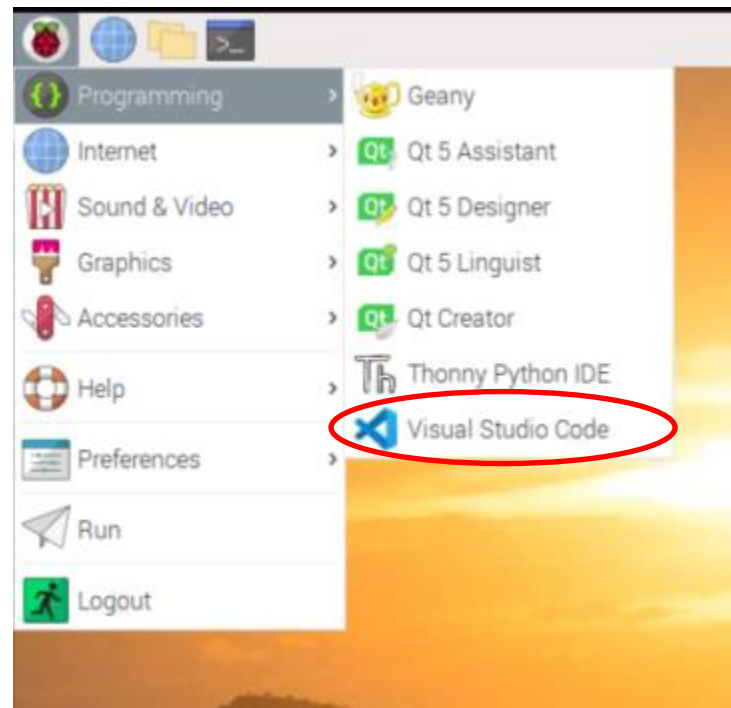 >_
Programming
Internet
Sound & Video
Graphics
Accessories
Help
Preferences
Run
Logout
Geany
Qt 5 Assistant
Qt 5 Designer
Qt 5 Linguist
Qt Creator
Th Thonny Python IDE
Visual Studio Code